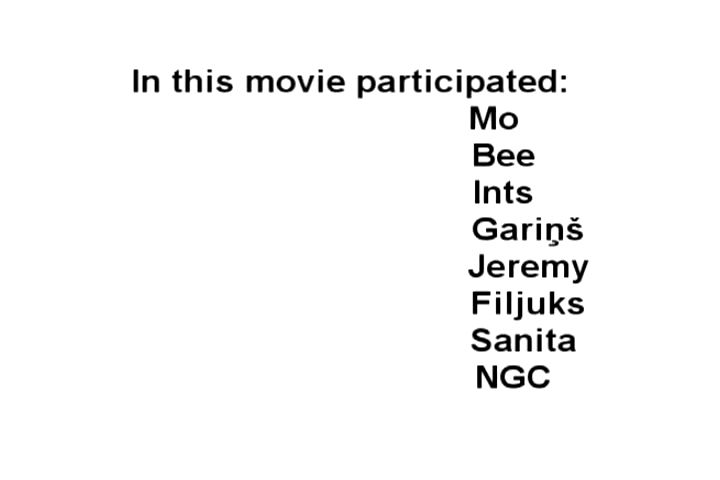 In this movie participated:
Mo
Bee
Ints
Gariņš
Jeremy
Filjuks
Sanita
NGC